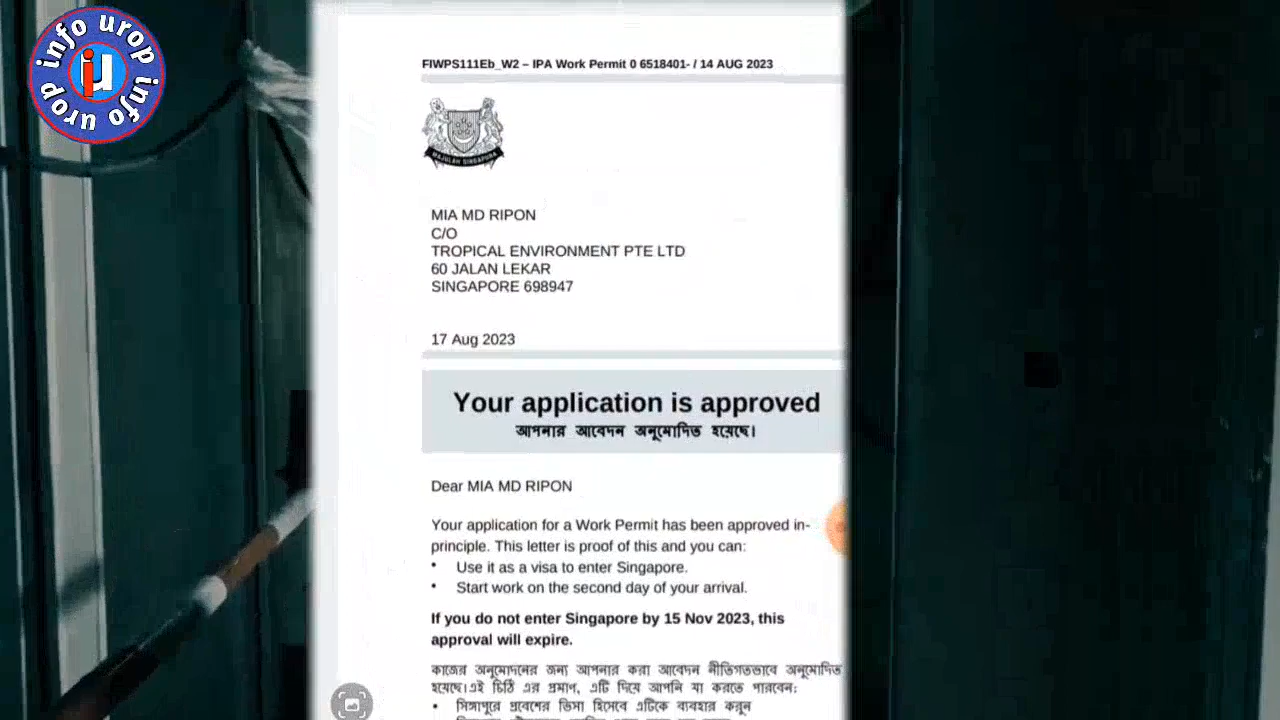 info urop info urop
iu
FIWPS111Eb_W2 – IPA Work Permit 0 6518401- / 14 AUG 2023
MAJULAH SINGAPURA
MIA MD RIPON
C/O
TROPICAL ENVIRONMENT PTE LTD
60 JALAN LEKAR
SINGAPORE 698947
17 Aug 2023
Your application is approved
আপনার আবেদন অনুমোদিত হয়েছে।
Dear MIA MD RIPON
Your application for a Work Permit has been approved in-
principle. This letter is proof of this and you can:
• Use it as a visa to enter Singapore.
• Start work on the second day of your arrival.
If you do not enter Singapore by 15 Nov 2023, this
approval will expire.
কাজের অনুমোদনের জন্য আপনার করা আবেদন নীতিগতভাবে অনুমোদিত
হয়েছে।এই চিঠি এর প্রমাণ, এটি দিয়ে আপনি যা করতে পারবেন:
• সিঙ্গাপুরে প্রবেশের ভিসা হিসেবে এটিকে ব্যবহার করুন